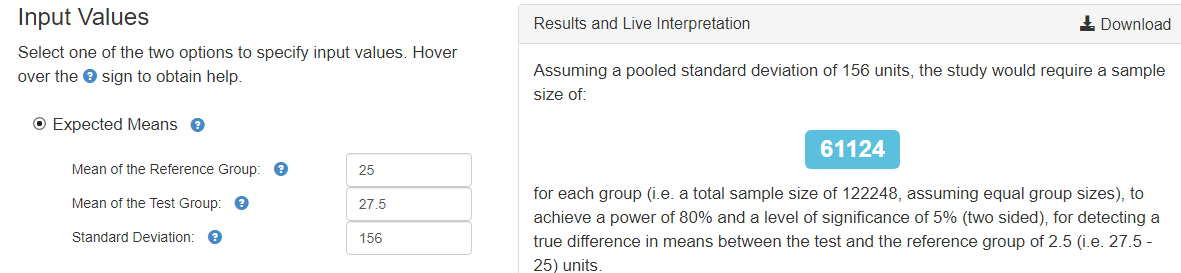 Input Values
Select one of the two options to specify input values. Hover
over the ? sign to obtain help.
Expected Means ?
Mean of the Reference Group: ? 25
Mean of the Test Group: ? 27.5
Standard Deviation: ? 156
Results and Live Interpretation Download
Assuming a pooled standard deviation of 156 units, the study would require a sample
size of:
61124
for each group (i.e. a total sample size of 122248, assuming equal group sizes), to
achieve a power of 80% and a level of significance of 5% (two sided), for detecting a
true difference in means between the test and the reference group of 2.5 (i.e. 27.5 -
25) units.